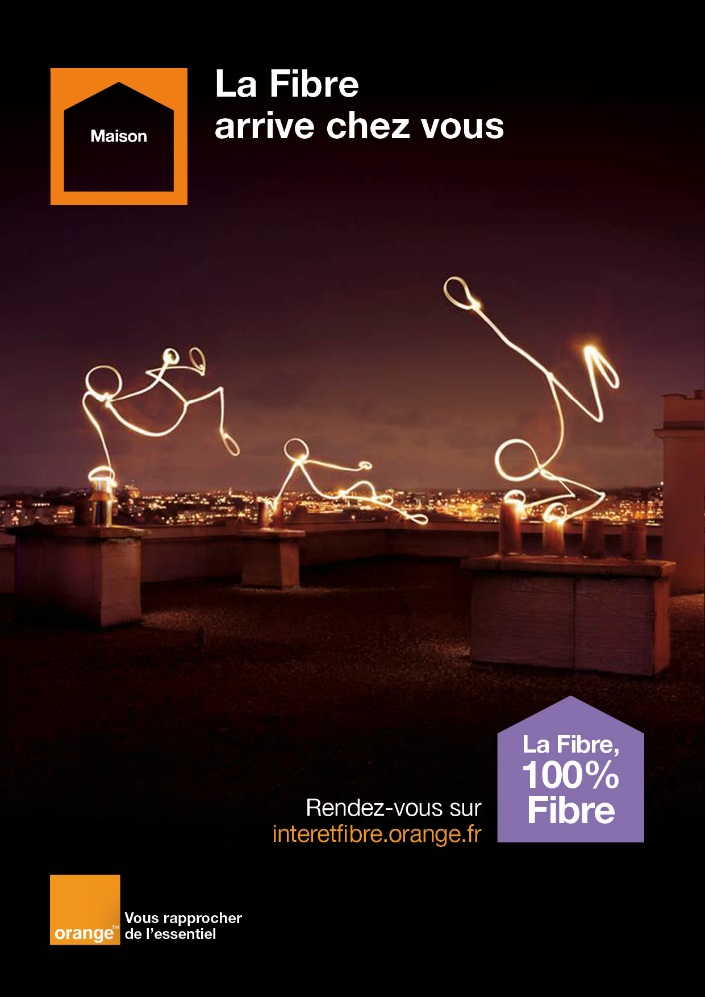 Maison
La Fibre
arrive chez vous
La Fibre,
100%
Fibre
Rendez-vous sur
interetfibre.orange.fr
orange™
Vous rapprocher
de l'essentiel